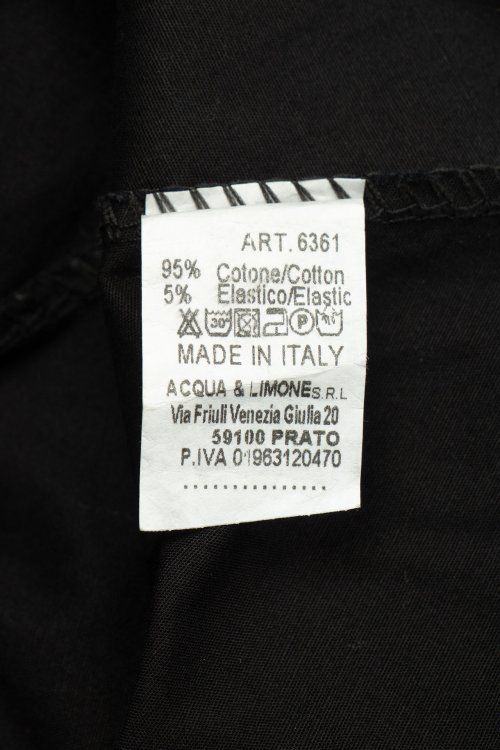 ART. 6361
95% Cotone/Cotton
5% Elastico/Elastic
30° P
MADE IN ITALY
ACQUA & LIMONE S.R.L
Via Friuli Venezia Giulia 20
59100 PRATO
P.IVA 01963120470
................